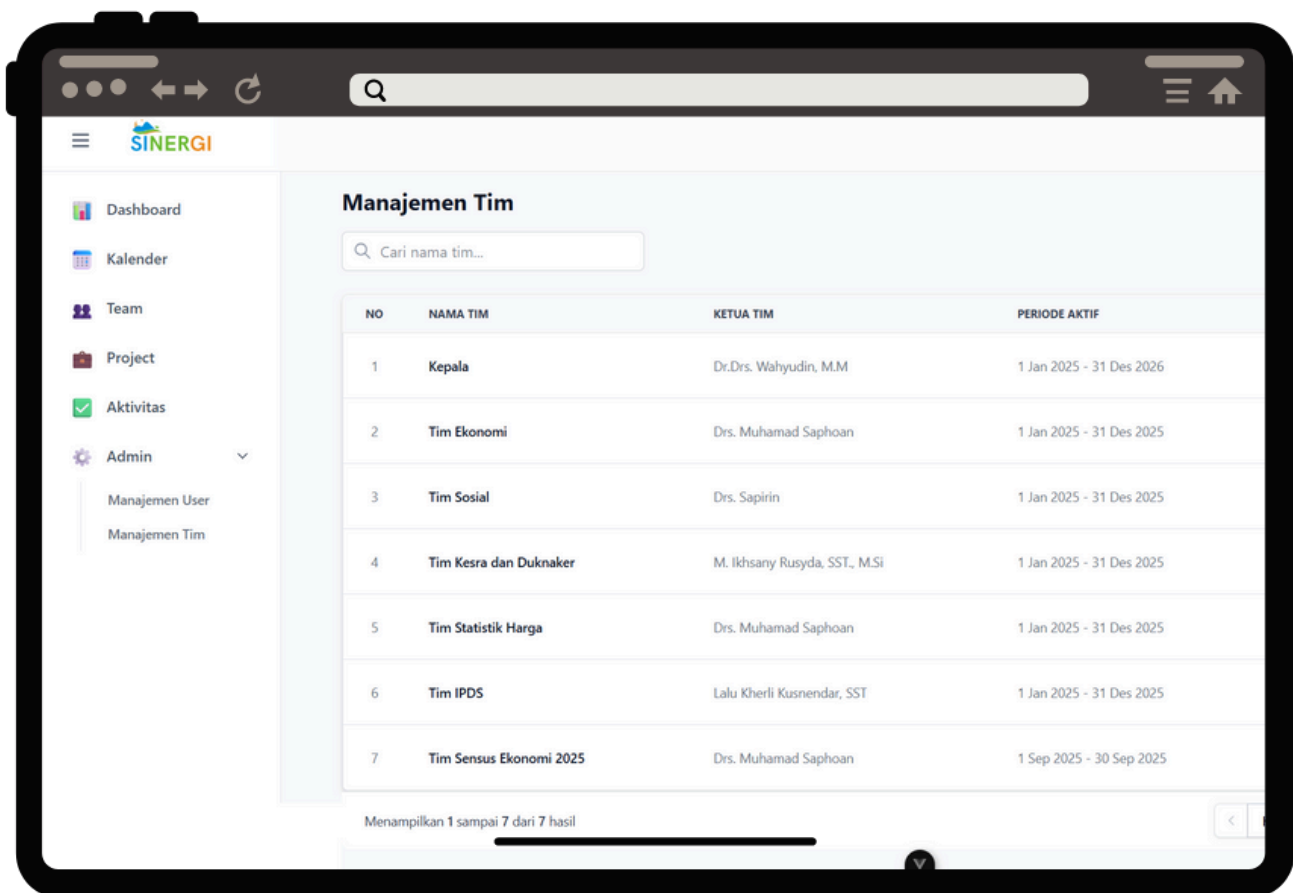 SINERGI
Dashboard
Kalender
Team
Project
Aktivitas
Admin
Manajemen User
Manajemen Tim
Manajemen Tim
Cari nama tim...
NO NAMA TIM KETUA TIM PERIODE AKTIF
1 Kepala Dr.Drs. Wahyudin, M.M 1 Jan 2025 - 31 Des 2026
2 Tim Ekonomi Drs. Muhamad Saphoan 1 Jan 2025 - 31 Des 2025
3 Tim Sosial Drs. Sapirin 1 Jan 2025 - 31 Des 2025
4 Tim Kesra dan Duknaker M. Ikhsany Rusyda, SST., M.Si 1 Jan 2025 - 31 Des 2025
5 Tim Statistik Harga Drs. Muhamad Saphoan 1 Jan 2025 - 31 Des 2025
6 Tim IPDS Lalu Kherli Kusnendar, SST 1 Jan 2025 - 31 Des 2025
7 Tim Sensus Ekonomi 2025 Drs. Muhamad Saphoan 1 Sep 2025 - 30 Sep 2025
Menampilkan 1 sampai 7 dari 7 hasil